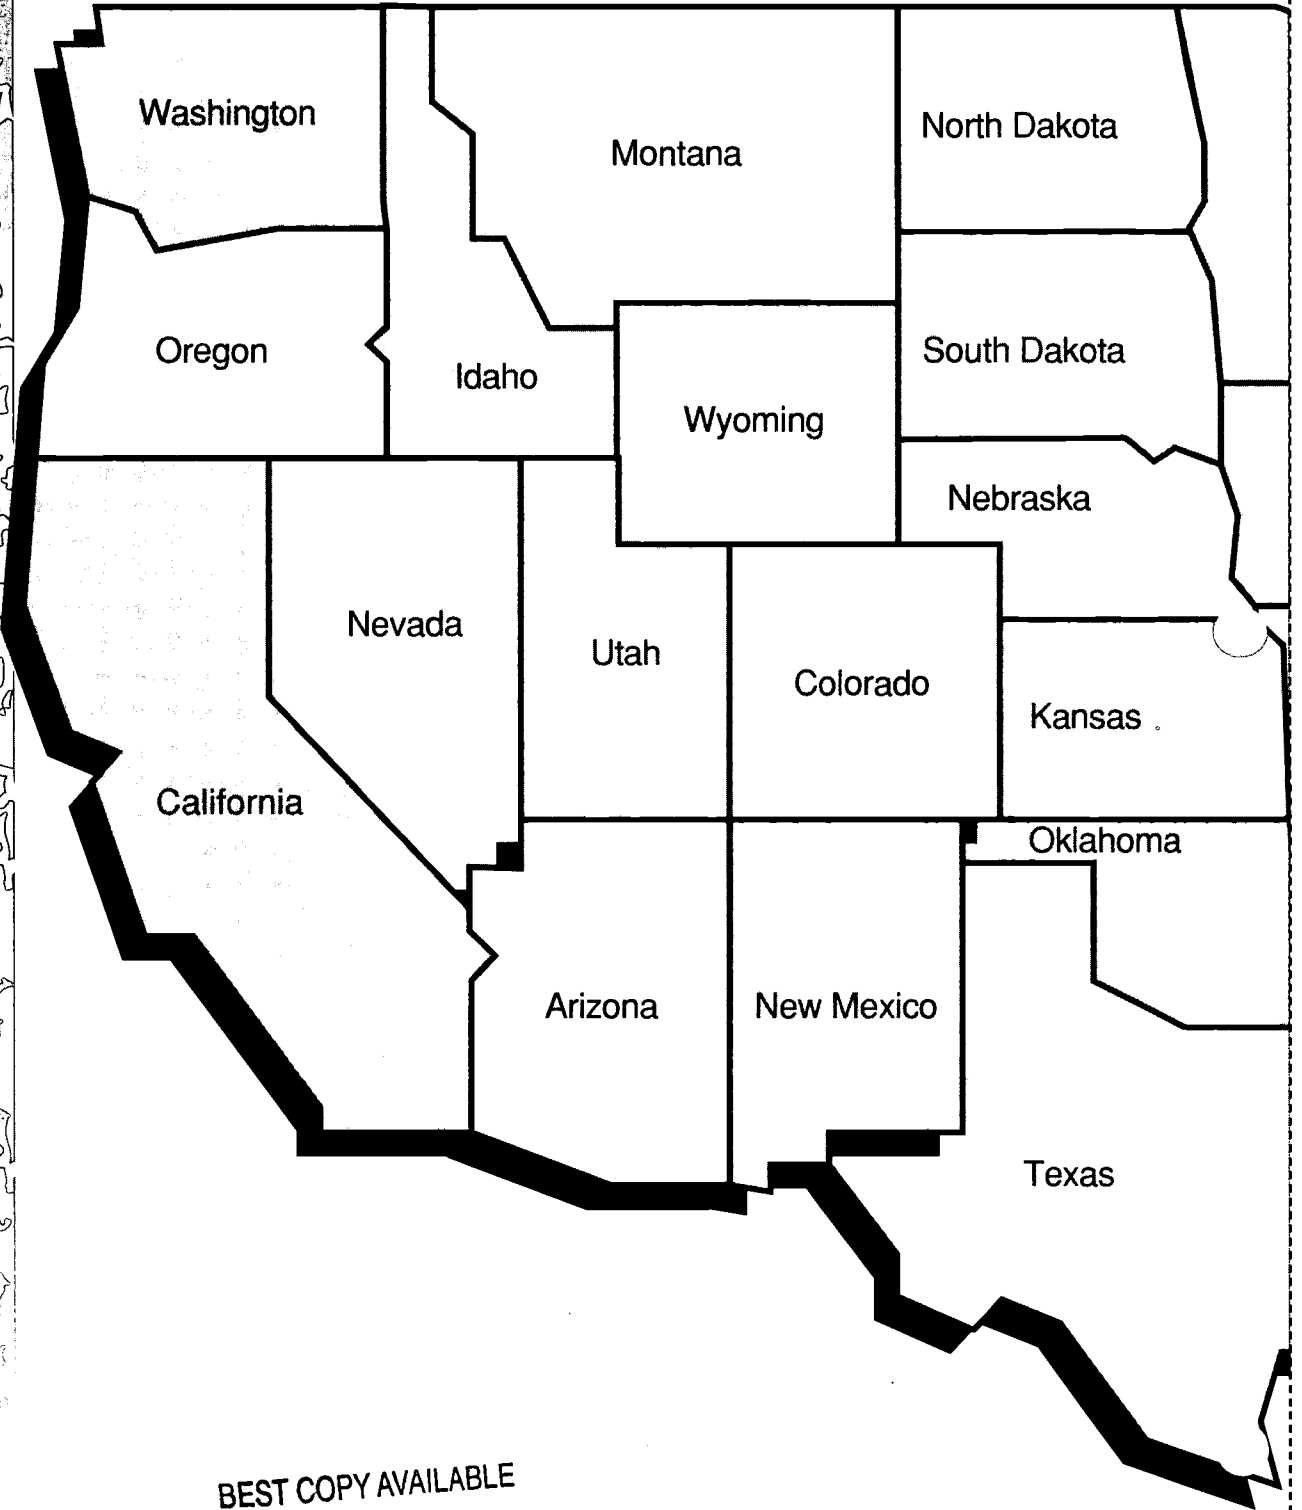 Washington
Montana
North Dakota
Oregon
Idaho
South Dakota
Wyoming
Nebraska
Nevada
Utah
Colorado
Kansas
California
Oklahoma
Arizona
New Mexico
Texas
BEST COPY AVAILABLE